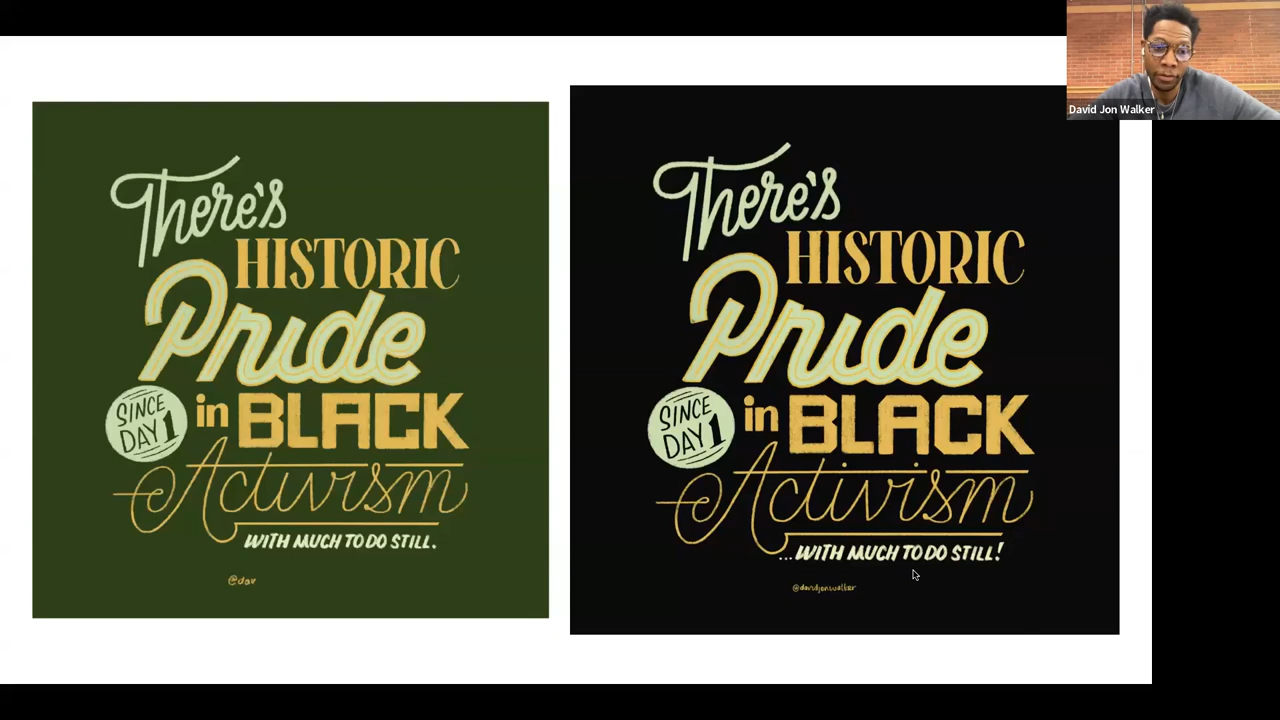 There's
HISTORIC
Pride
SINCE
DAY 1
in BLACK
Activism
WITH MUCH TO DO STILL.
@dav
There's
HISTORIC
Pride
SINCE
DAY 1
in BLACK
Activism
...WITH MUCH TO DO STILL!
@davidjonwalker
David Jon Walker